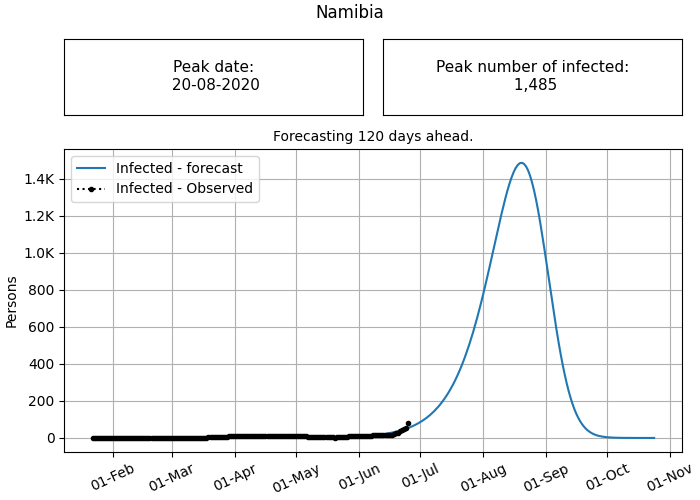 Namibia
Peak date:
20-08-2020
Peak number of infected:
1,485
Forecasting 120 days ahead.
Infected - forecast
Infected - Observed
1.4K
1.2K
1.0K
800
600
400
200
0
Persons
01-Feb
01-Mar
01-Apr
01-May
01-Jun
01-Jul
01-Aug
01-Sep
01-Oct
01-Nov